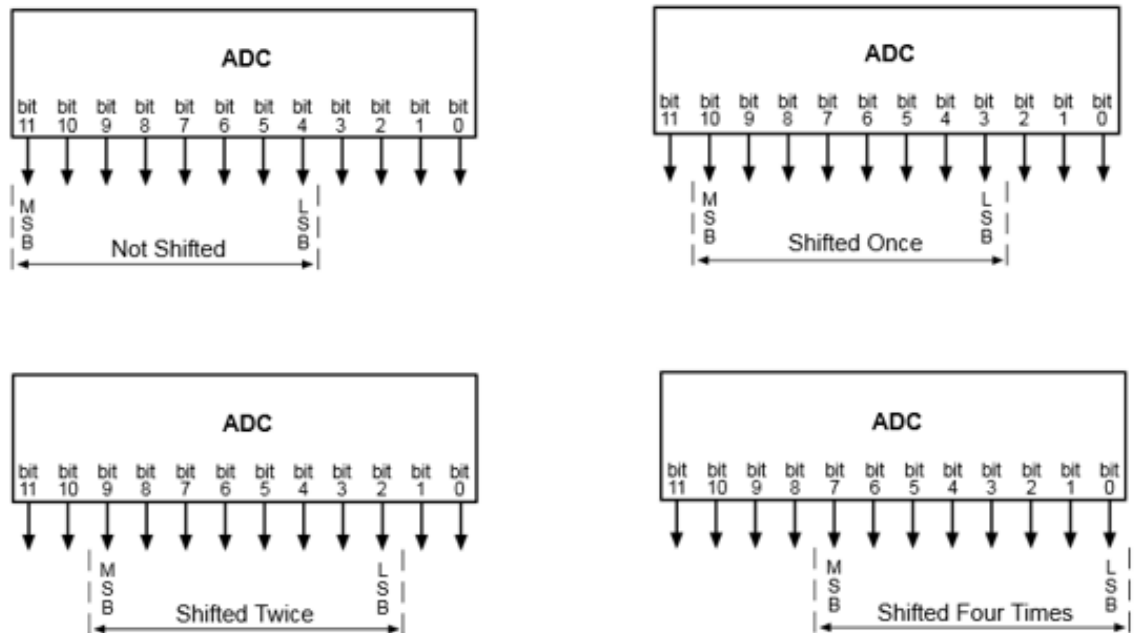 ADC
bit bit bit bit bit bit bit bit bit bit bit bit
11 10 9 8 7 6 5 4 3 2 1 0
MSB
LSB
Not Shifted
ADC
bit bit bit bit bit bit bit bit bit bit bit bit
11 10 9 8 7 6 5 4 3 2 1 0
MSB
LSB
Shifted Once
ADC
bit bit bit bit bit bit bit bit bit bit bit bit
11 10 9 8 7 6 5 4 3 2 1 0
MSB
LSB
Shifted Twice
ADC
bit bit bit bit bit bit bit bit bit bit bit bit
11 10 9 8 7 6 5 4 3 2 1 0
MSB
LSB
Shifted Four Times